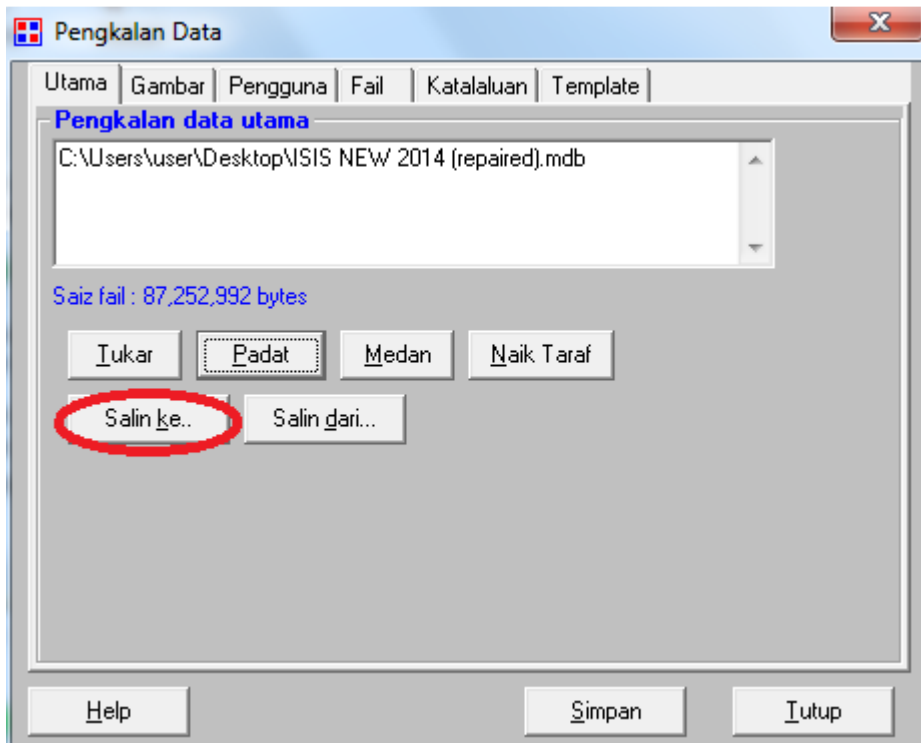 Pengkalan Data
Utama Gambar Pengguna Fail Katalaluan Template
Pengkalan data utama
C:\Users\user\Desktop\ISIS NEW 2014 (repaired).mdb
Saiz fail : 87,252,992 bytes
Tukar Padat Medan Naik Taraf
Salin ke.. Salin dari...
Help Simpan Tutup